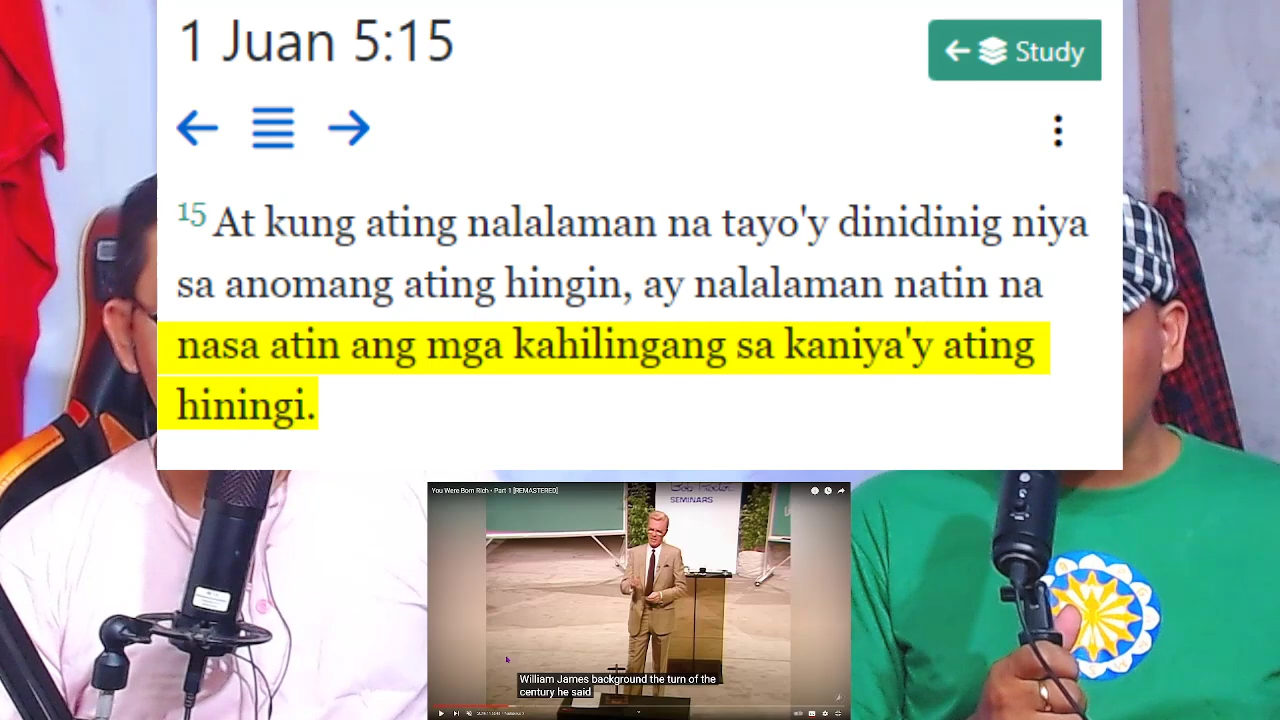 1 Juan 5:15
Study
15 At kung ating nalalaman na tayo'y dinidinig niya
sa anomang ating hingin, ay nalalaman natin na
nasa atin ang mga kahilingang sa kaniya'y ating
hiningi.
You Were Born Rich - Part 1 [REMASTERED]
SEMINARS
William James background the turn of the
century he said